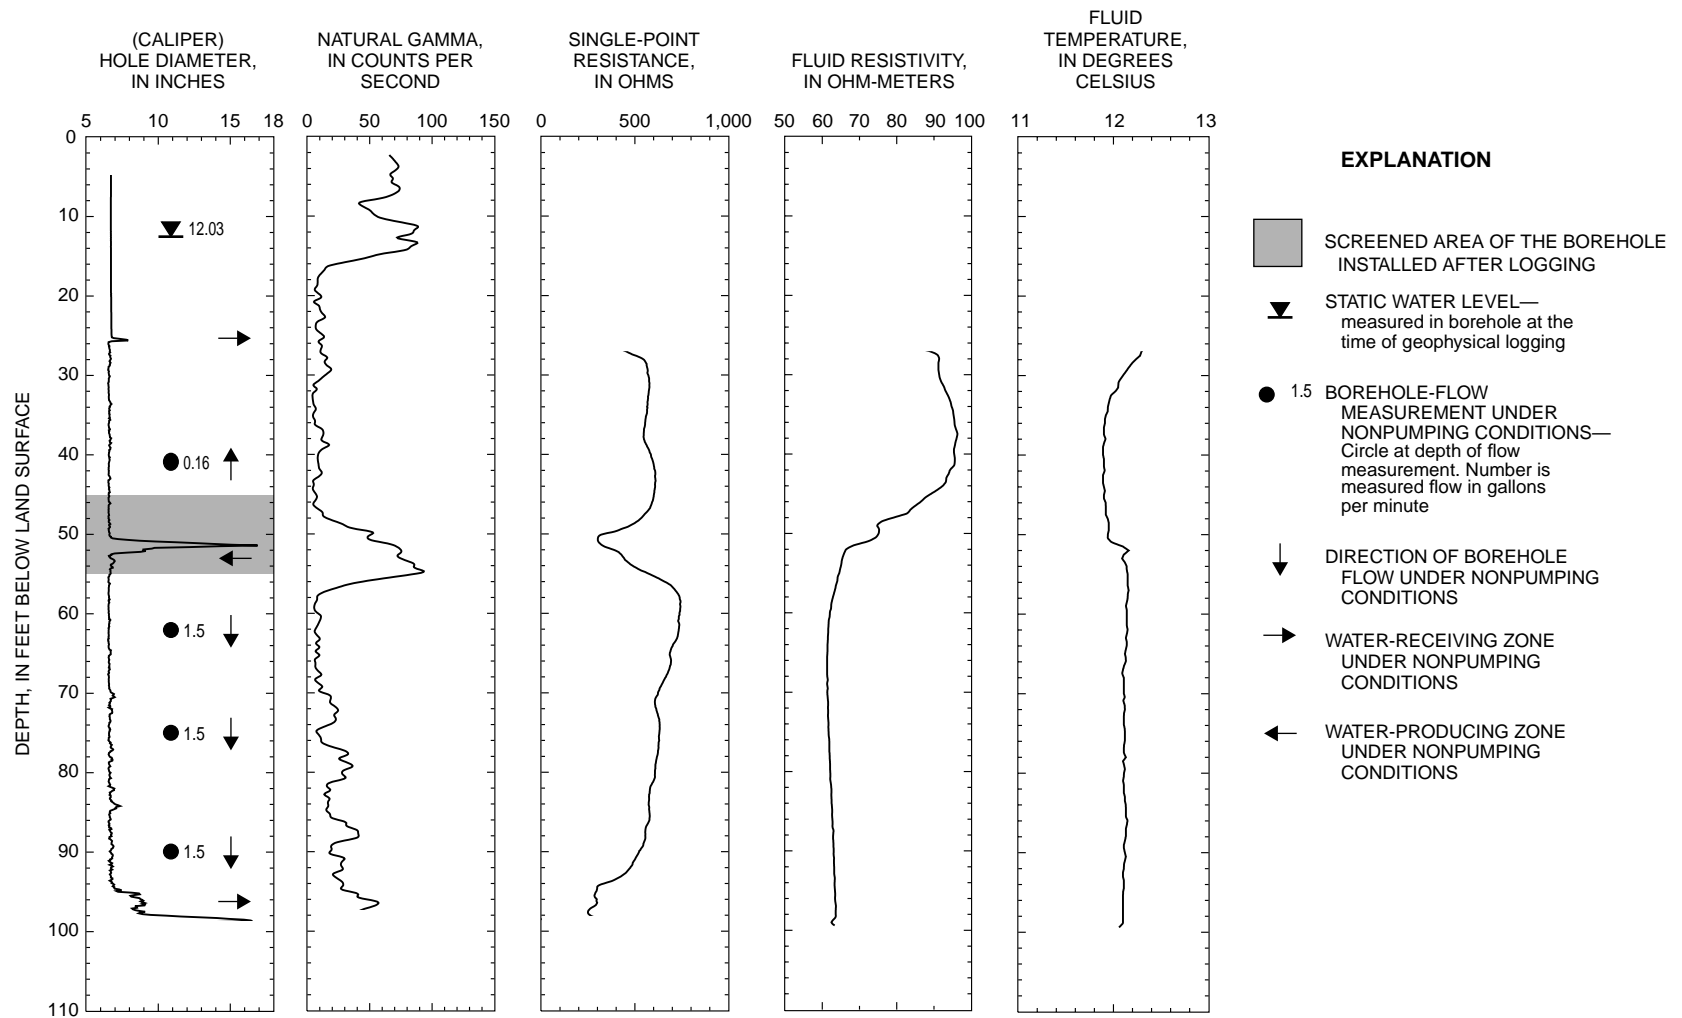 (CALIPER)
HOLE DIAMETER,
IN INCHES
NATURAL GAMMA,
IN COUNTS PER
SECOND
SINGLE-POINT
RESISTANCE,
IN OHMS
FLUID RESISTIVITY,
IN OHM-METERS
FLUID
TEMPERATURE,
IN DEGREES
CELSIUS
5 10 15 18
0 50 100 150
0 500 1,000
50 60 70 80 90 100
11 12 13
DEPTH, IN FEET BELOW LAND SURFACE
0
10
20
30
40
50
60
70
80
90
100
110
12.03
0.16
1.5
1.5
1.5
EXPLANATION
SCREENED AREA OF THE BOREHOLE
INSTALLED AFTER LOGGING
STATIC WATER LEVEL—
measured in borehole at the
time of geophysical logging
1.5 BOREHOLE-FLOW
MEASUREMENT UNDER
NONPUMPING CONDITIONS—
Circle at depth of flow
measurement. Number is
measured flow in gallons
per minute
DIRECTION OF BOREHOLE
FLOW UNDER NONPUMPING
CONDITIONS
WATER-RECEIVING ZONE
UNDER NONPUMPING
CONDITIONS
WATER-PRODUCING ZONE
UNDER NONPUMPING
CONDITIONS